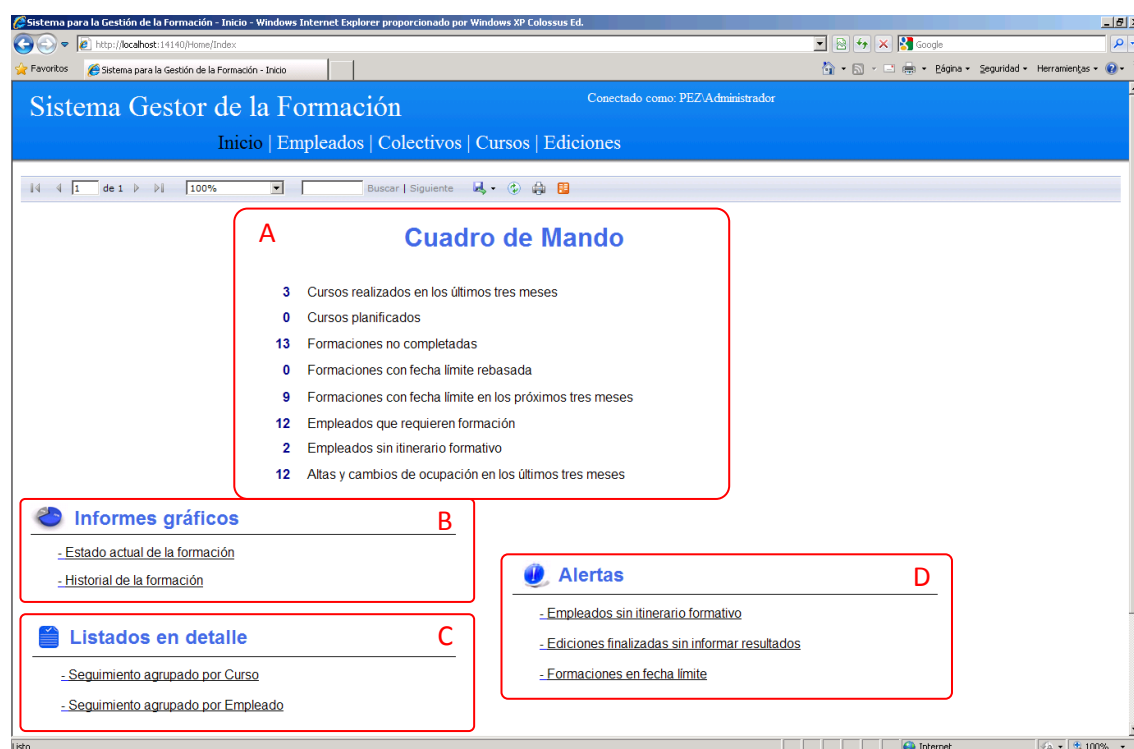 Sistema para la Gestión de la Formación - Inicio - Windows Internet Explorer proporcionado por Windows XP Colossus Ed.
http://localhost:14140/Home/Index
Google
Favoritos
Sistema para la Gestión de la Formación - Inicio
Página
Seguridad
Herramientas
Sistema Gestor de la Formación
Conectado como: PEZ\Administrador
Inicio | Empleados | Colectivos | Cursos | Ediciones
1 de 1
100%
Buscar | Siguiente
A
Cuadro de Mando
3 Cursos realizados en los últimos tres meses
0 Cursos planificados
13 Formaciones no completadas
0 Formaciones con fecha límite rebasada
9 Formaciones con fecha límite en los próximos tres meses
12 Empleados que requieren formación
2 Empleados sin itinerario formativo
12 Altas y cambios de ocupación en los últimos tres meses
Informes gráficos
B
- Estado actual de la formación
- Historial de la formación
Listados en detalle
C
- Seguimiento agrupado por Curso
- Seguimiento agrupado por Empleado
Alertas
D
- Empleados sin itinerario formativo
- Ediciones finalizadas sin informar resultados
- Formaciones en fecha límite
Listo
Internet
100%